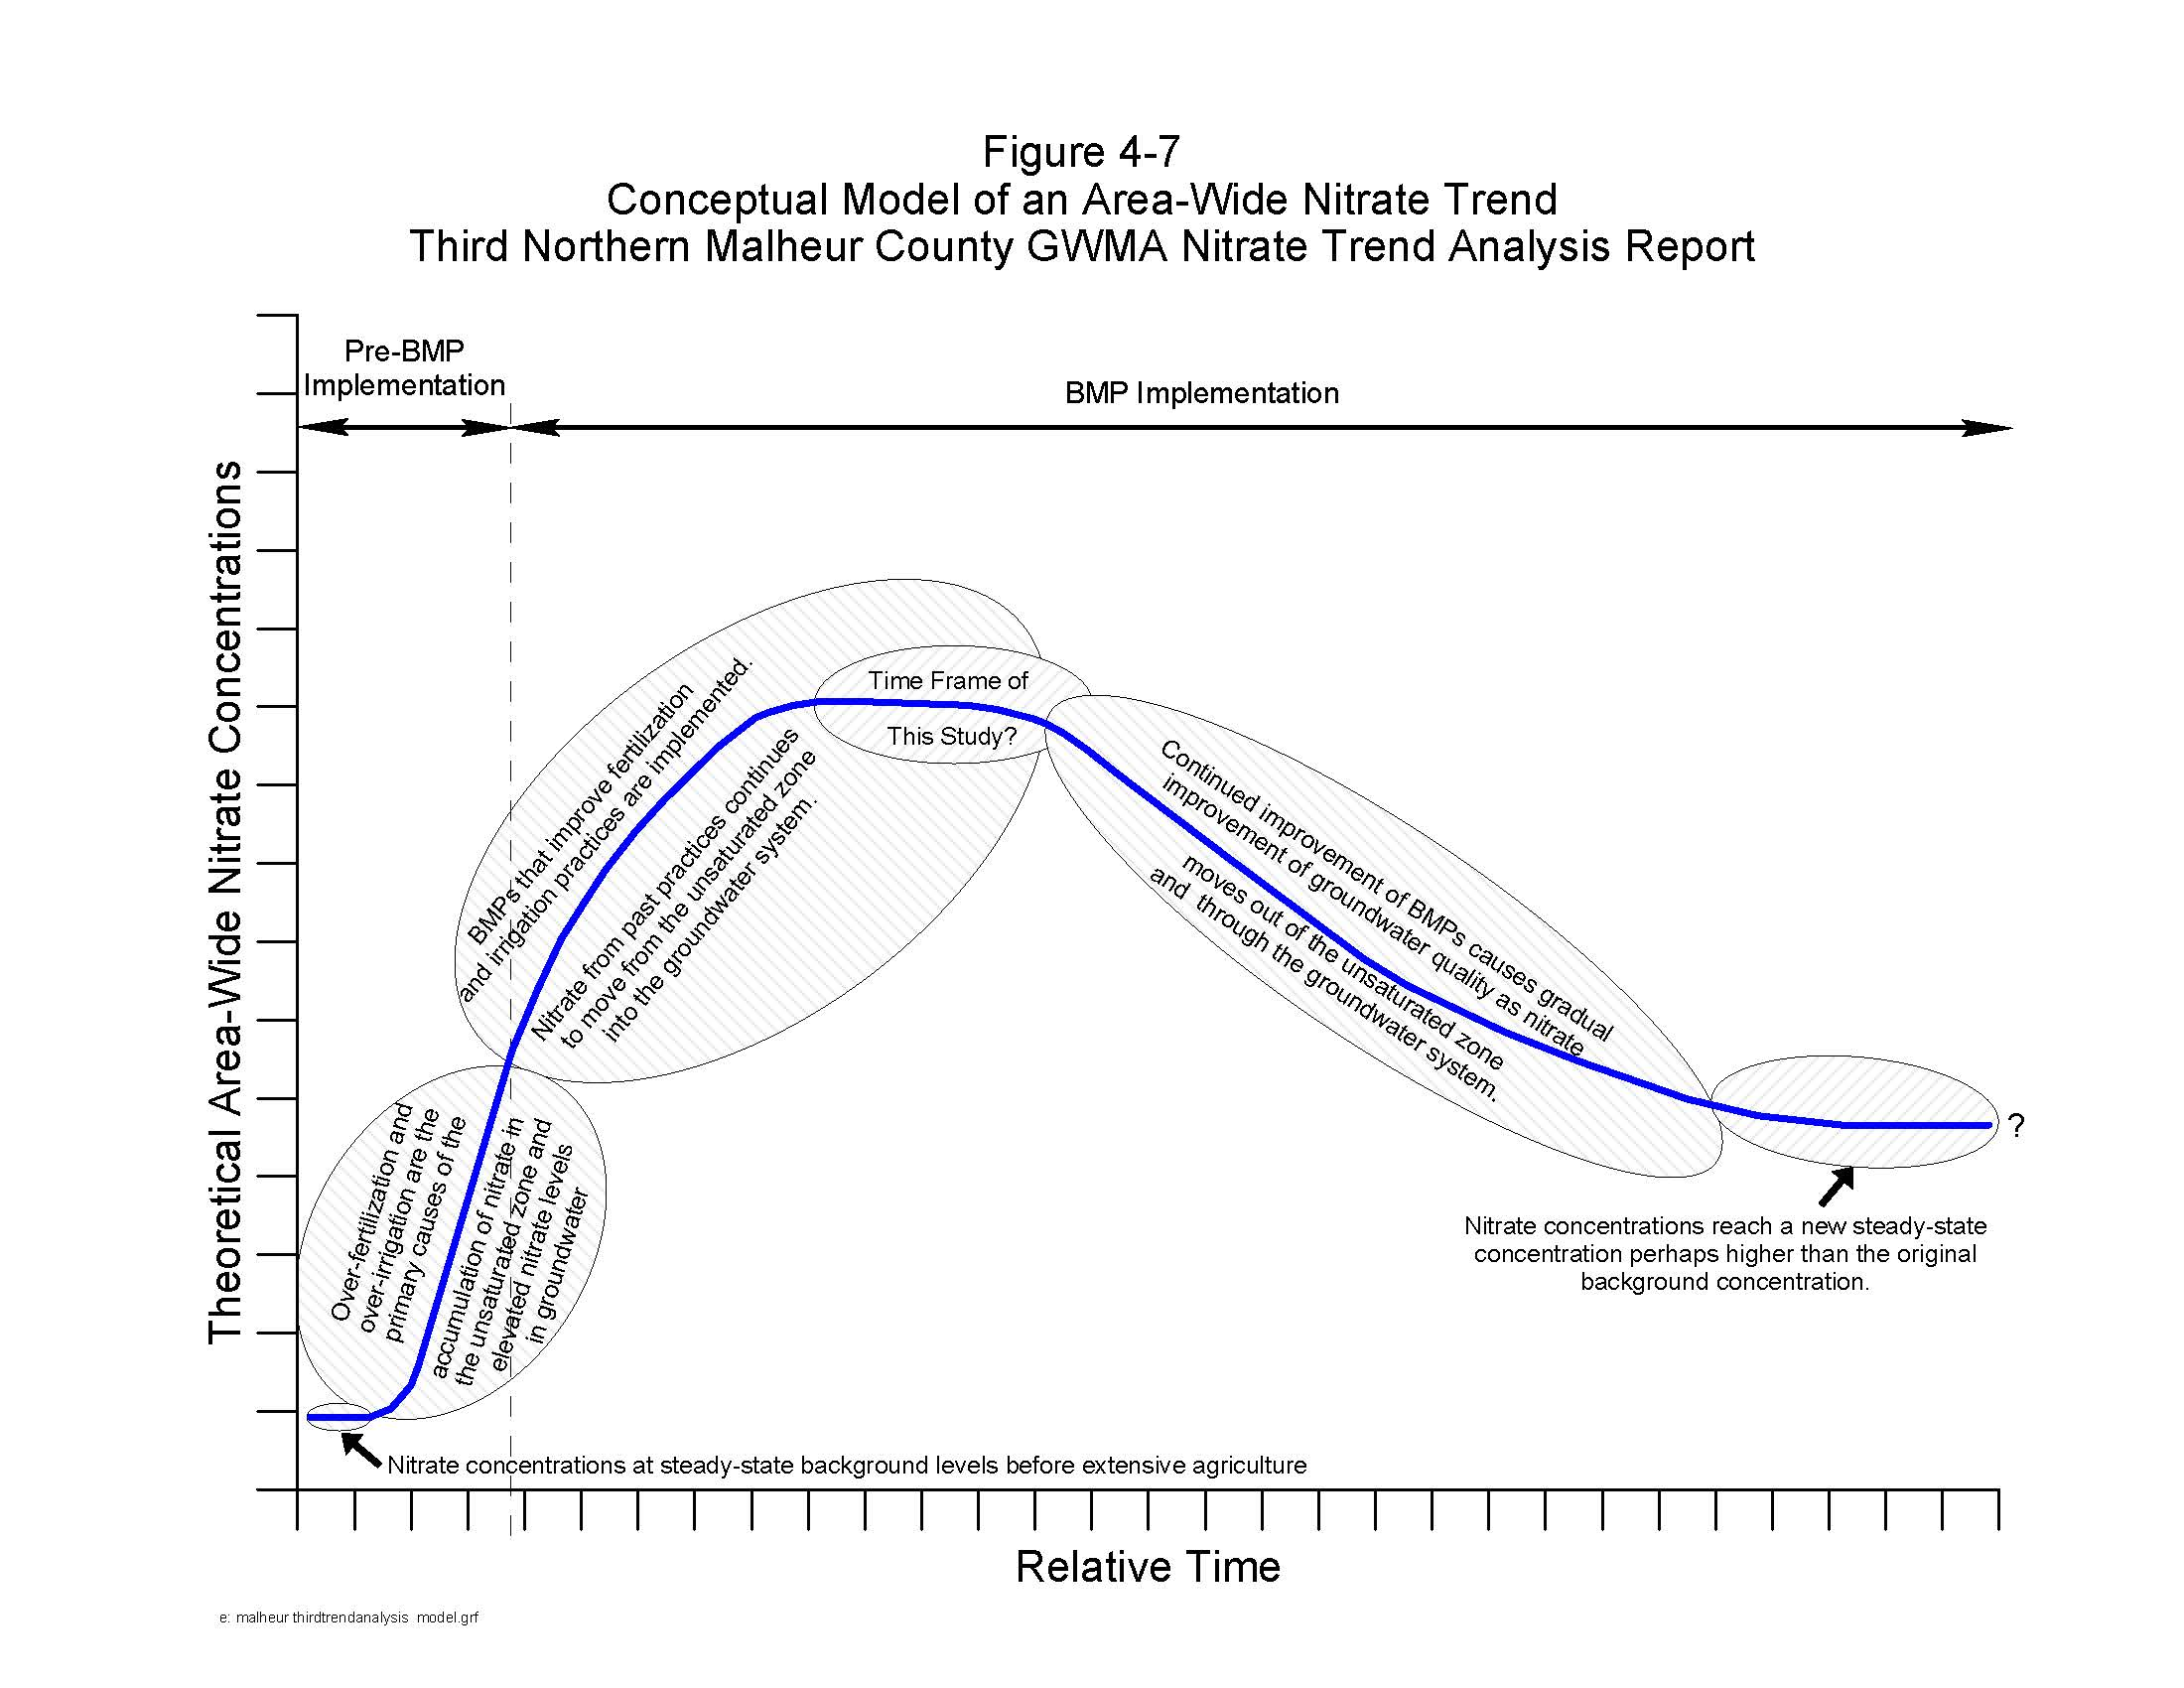 Figure 4-7
Conceptual Model of an Area-Wide Nitrate Trend
Third Northern Malheur County GWMA Nitrate Trend Analysis Report
Pre-BMP
Implementation
BMP Implementation
Theoretical Area-Wide Nitrate Concentrations
Time Frame of
This Study?
BMPs that improve fertilization
and irrigation practices are implemented.
Nitrate from past practices continues
to move from the unsaturated zone
into the groundwater system.
Continued improvement of BMPs causes gradual
improvement of groundwater quality as nitrate
moves out of the unsaturated zone
and through the groundwater system.
Over-fertilization and
over-irrigation are the
primary causes of the
accumulation of nitrate in
the unsaturated zone and
elevated nitrate levels
in groundwater
?
Nitrate concentrations reach a new steady-state
concentration perhaps higher than the original
background concentration.
Nitrate concentrations at steady-state background levels before extensive agriculture
Relative Time
e: malheur thirdtrendanalysis model.grf